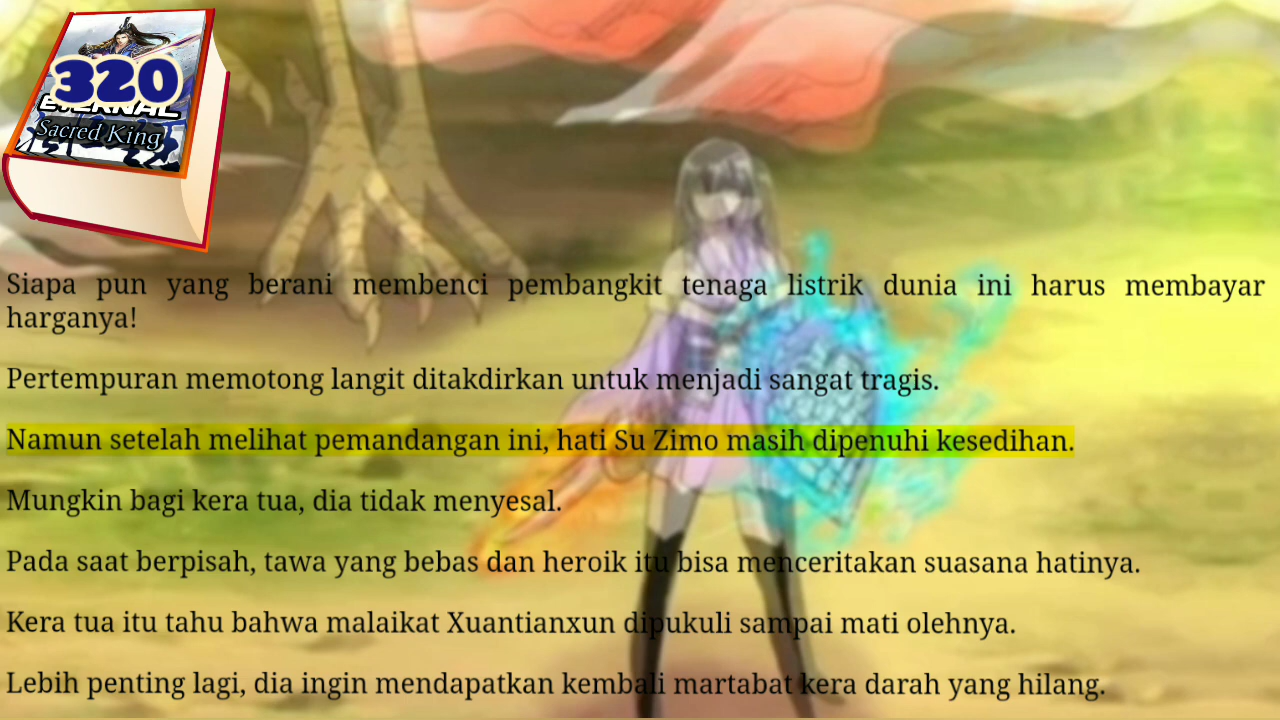 320
ETERNAL
Sacred King
Siapa pun yang berani membenci pembangkit tenaga listrik dunia ini harus membayar
harganya!
Pertempuran memotong langit ditakdirkan untuk menjadi sangat tragis.
Namun setelah melihat pemandangan ini, hati Su Zimo masih dipenuhi kesedihan.
Mungkin bagi kera tua, dia tidak menyesal.
Pada saat berpisah, tawa yang bebas dan heroik itu bisa menceritakan suasana hatinya.
Kera tua itu tahu bahwa malaikat Xuantianxun dipukuli sampai mati olehnya.
Lebih penting lagi, dia ingin mendapatkan kembali martabat kera darah yang hilang.